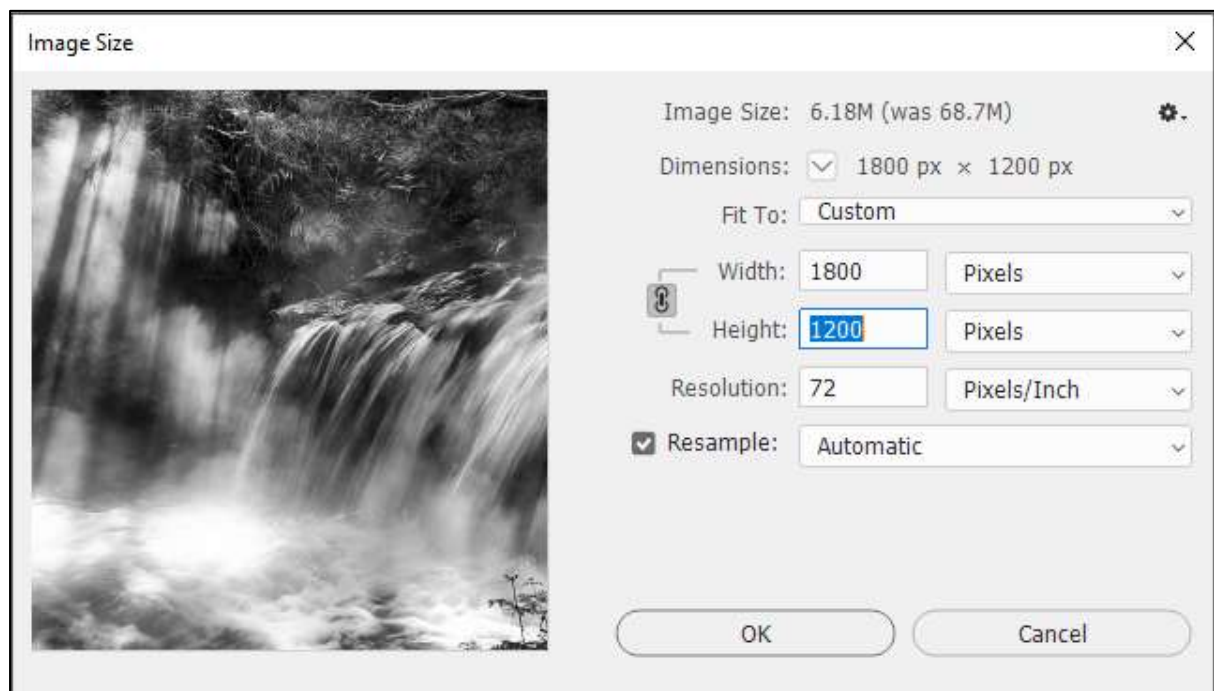 Image Size
Image Size: 6.18M (was 68.7M)
Dimensions: 1800 px × 1200 px
Fit To: Custom
Width: 1800 Pixels
Height: 1200 Pixels
Resolution: 72 Pixels/Inch
Resample: Automatic
OK Cancel